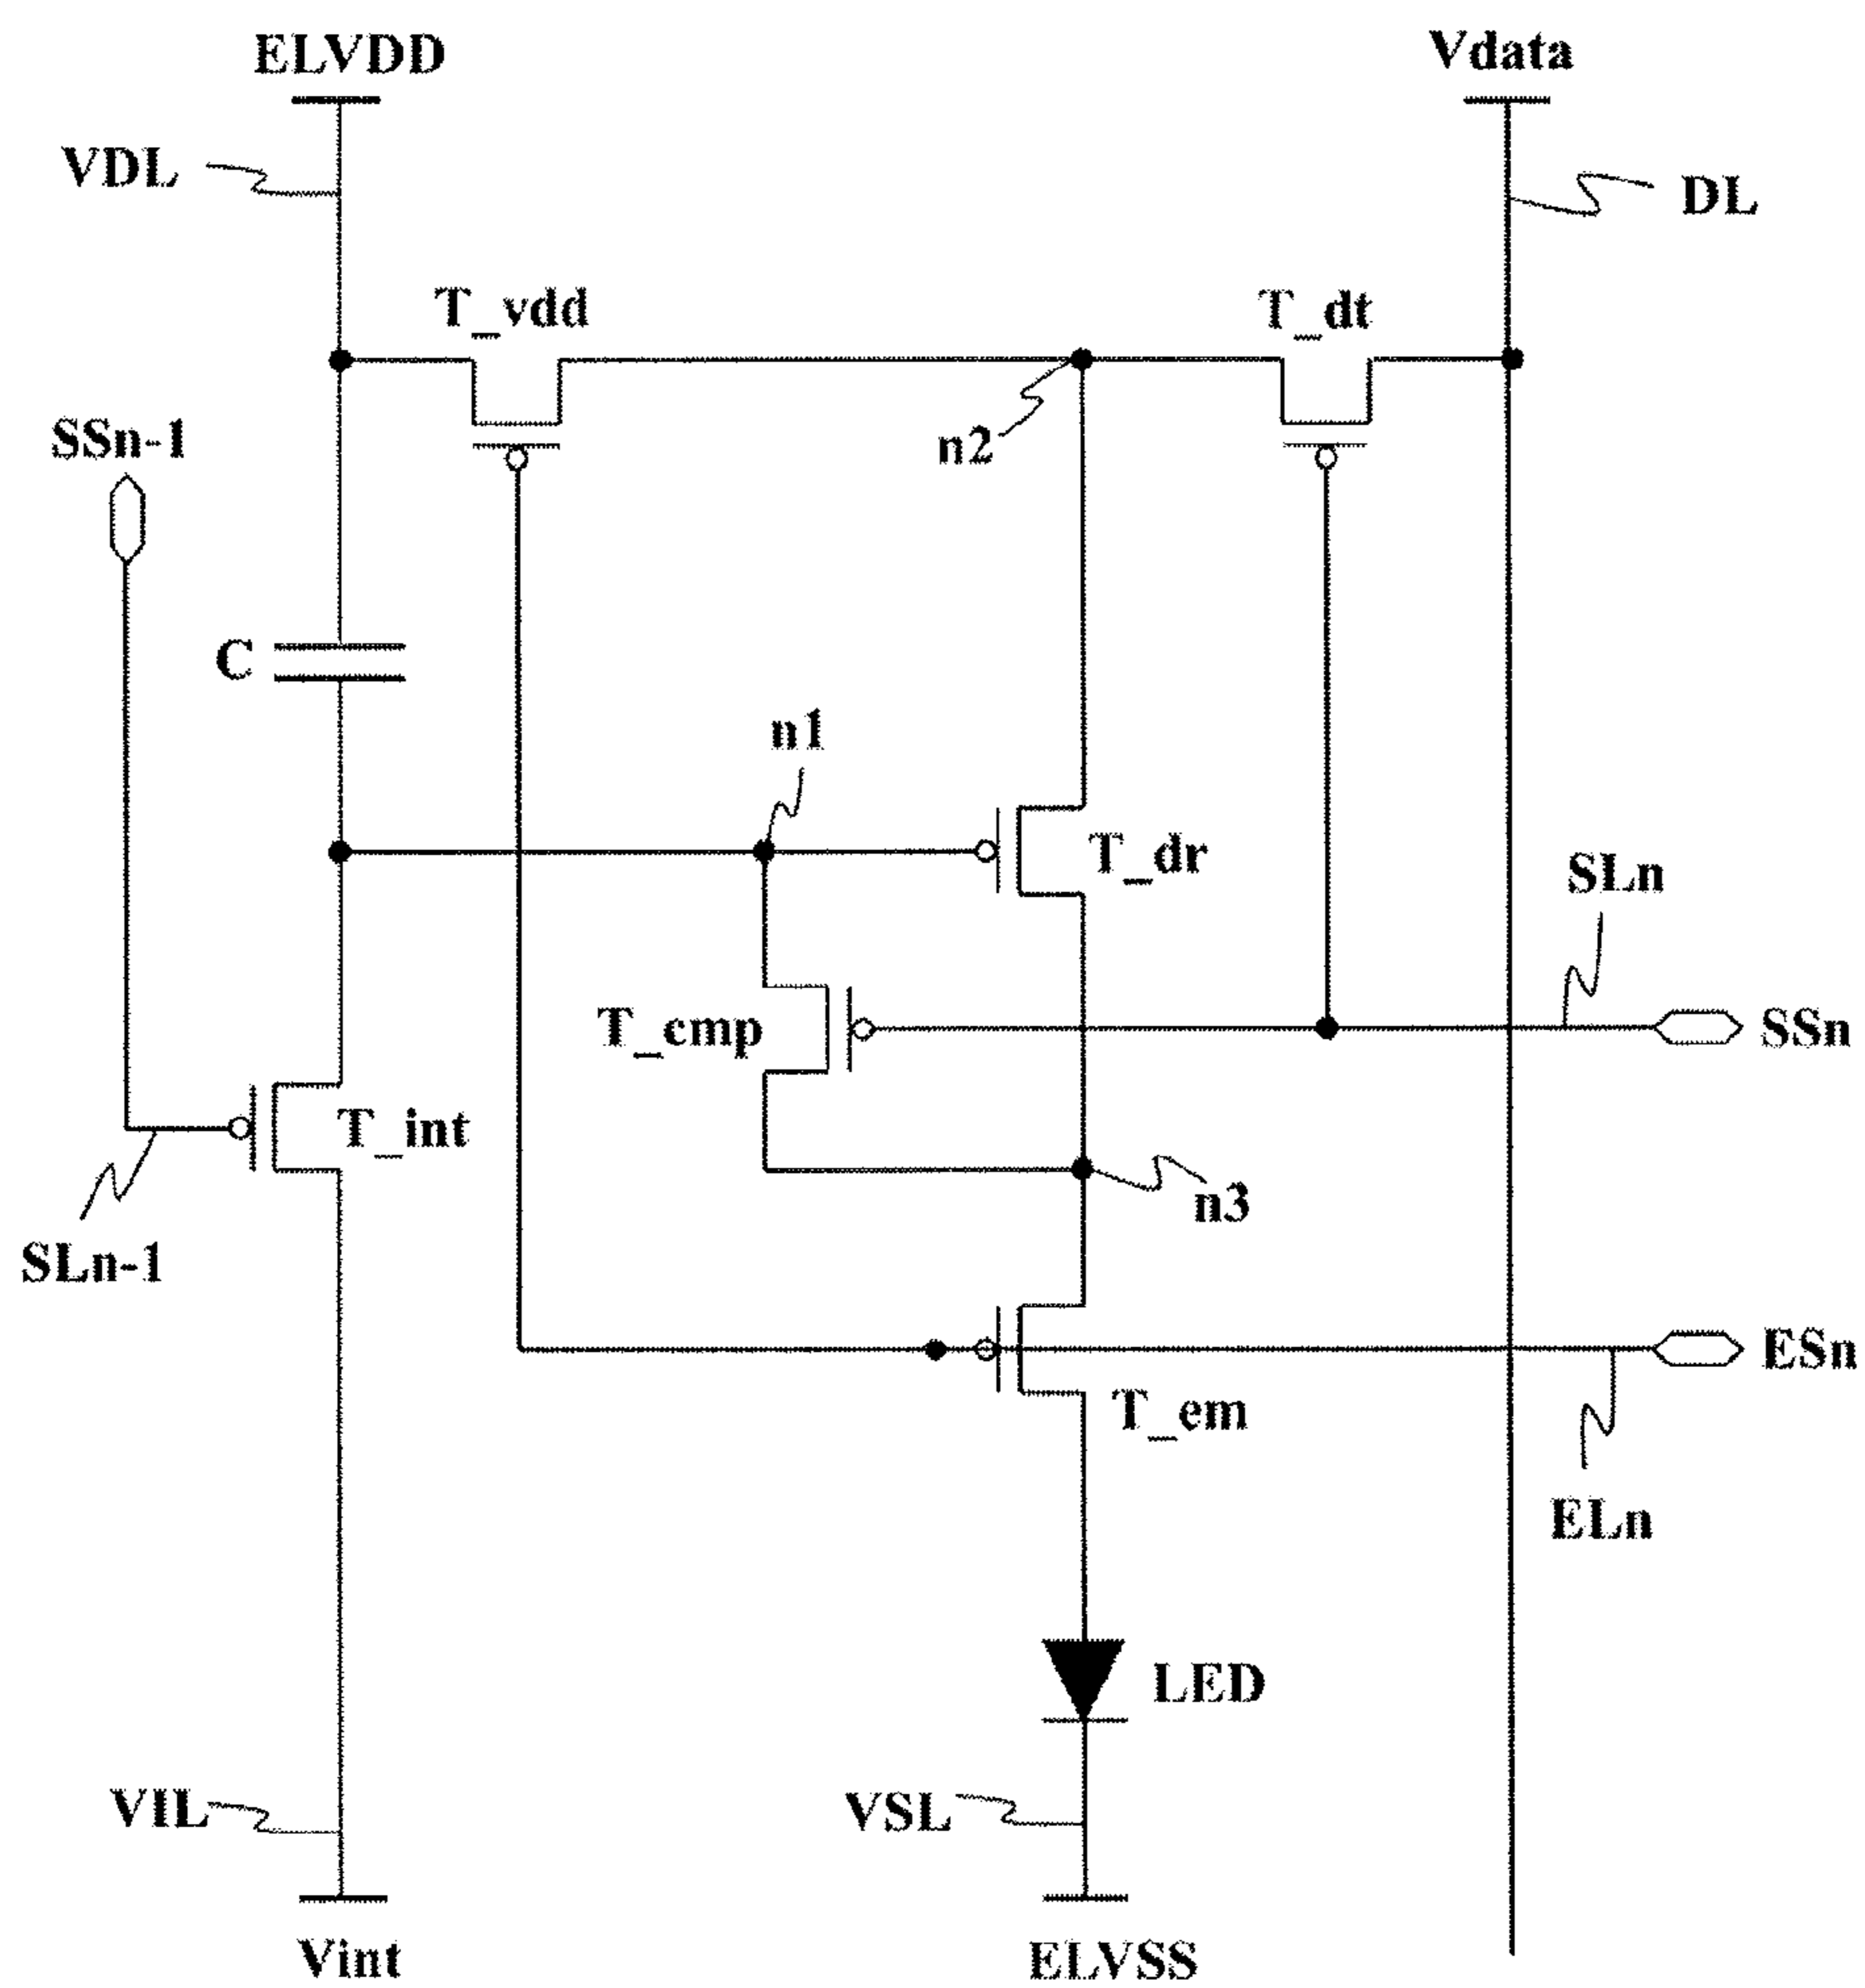 ELVDD
Vdata
VDL
DL
T_vdd
T_dt
SSn-1
n2
C
n1
T_dr
SLn
T_cmp
SSn
T_int
n3
SLn-1
ESn
T_em
ELn
LED
VIL
VSL
Vint
ELVSS